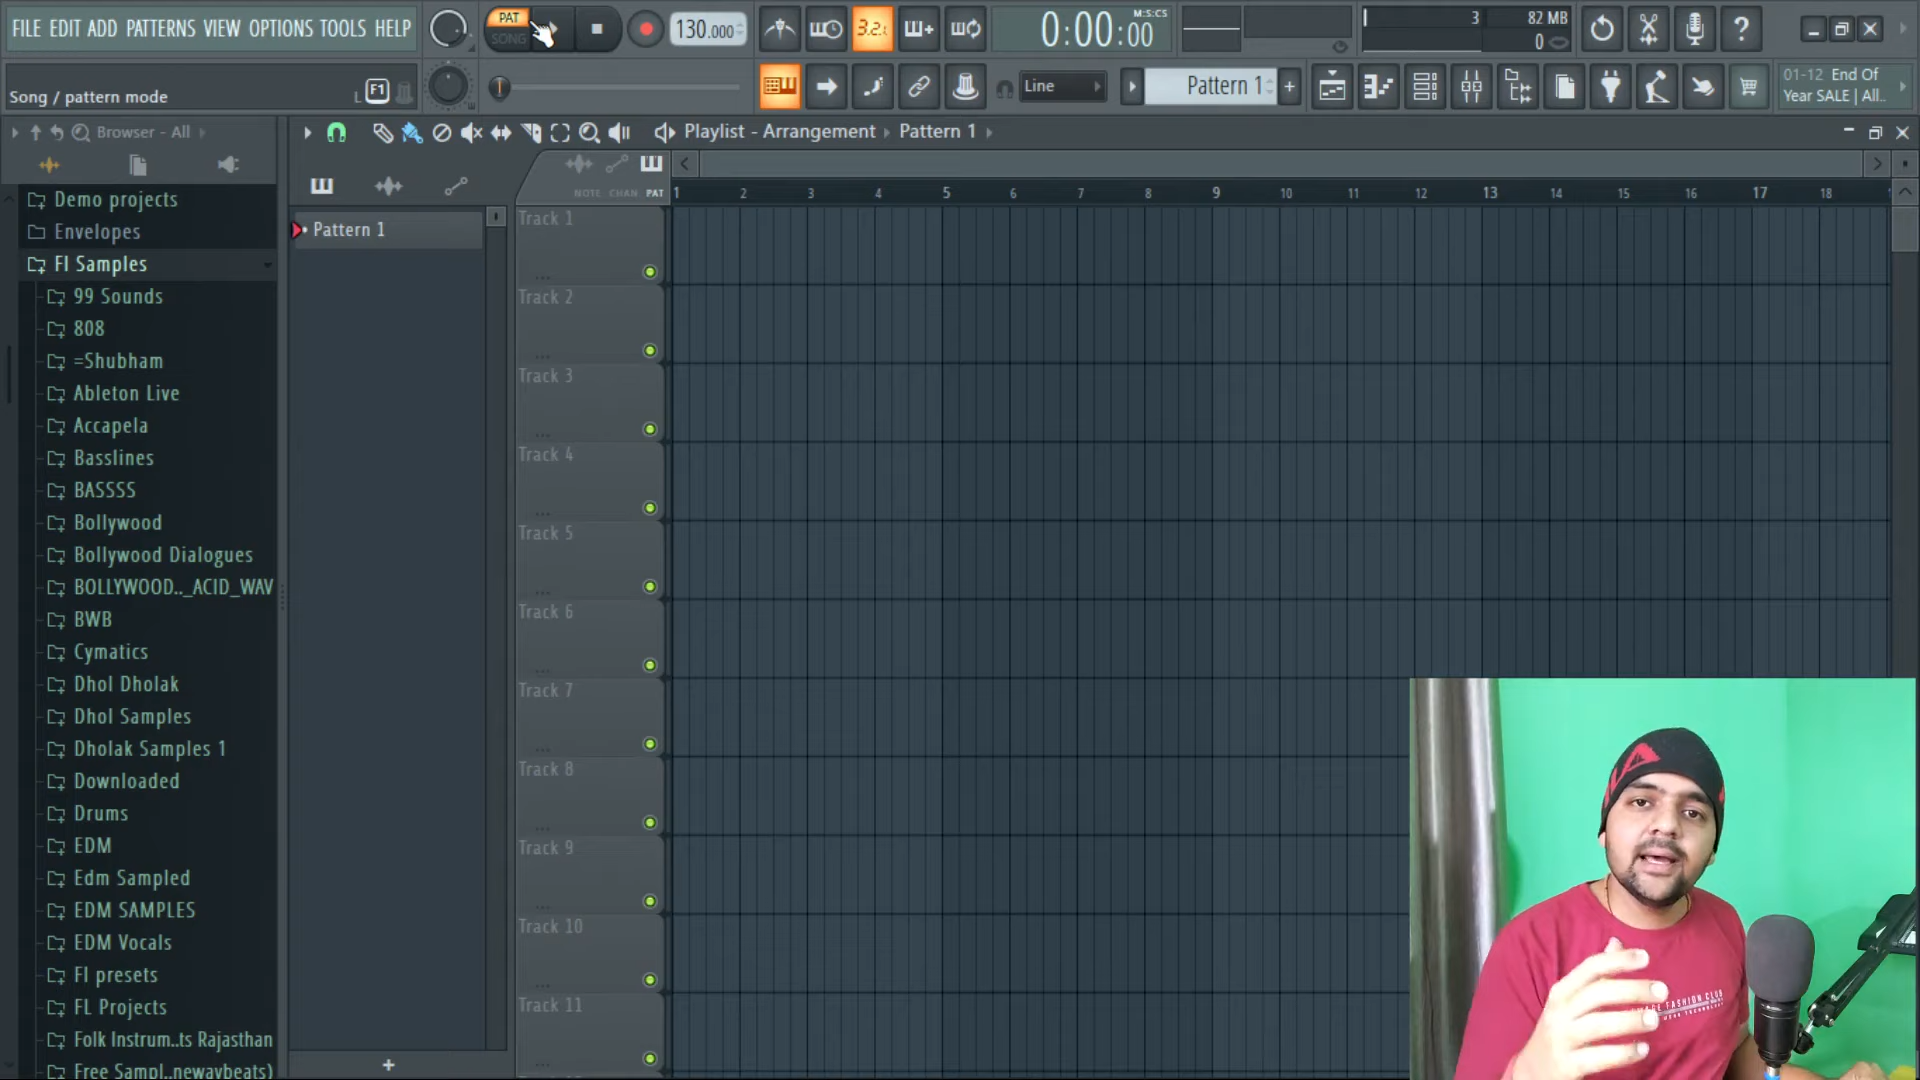 FILE EDIT ADD PATTERNS VIEW OPTIONS TOOLS HELP
PAT
SONG
130.000
3.2.
0:00:00
M:S:CS
3
82 MB
0
Song / pattern mode
F1
Line
Pattern 1
01-12 End Of
Year SALE | All..
Browser - All
Playlist - Arrangement
Pattern 1
NOTE CHAN PAT
1 2 3 4 5 6 7 8 9 10 11 12 13 14 15 16 17 18
Demo projects
Envelopes
Fl Samples
99 Sounds
808
=Shubham
Ableton Live
Accapela
Basslines
BASSSS
Bollywood
Bollywood Dialogues
BOLLYWOOD.._ACID_WAV
BWB
Cymatics
Dhol Dholak
Dhol Samples
Dholak Samples 1
Downloaded
Drums
EDM
Edm Sampled
EDM SAMPLES
EDM Vocals
Fl presets
FL Projects
Folk Instrum..ts Rajasthan
Free Sampl..newavbeats)
Pattern 1
Track 1
Track 2
Track 3
Track 4
Track 5
Track 6
Track 7
Track 8
Track 9
Track 10
Track 11
FASHION CLUB